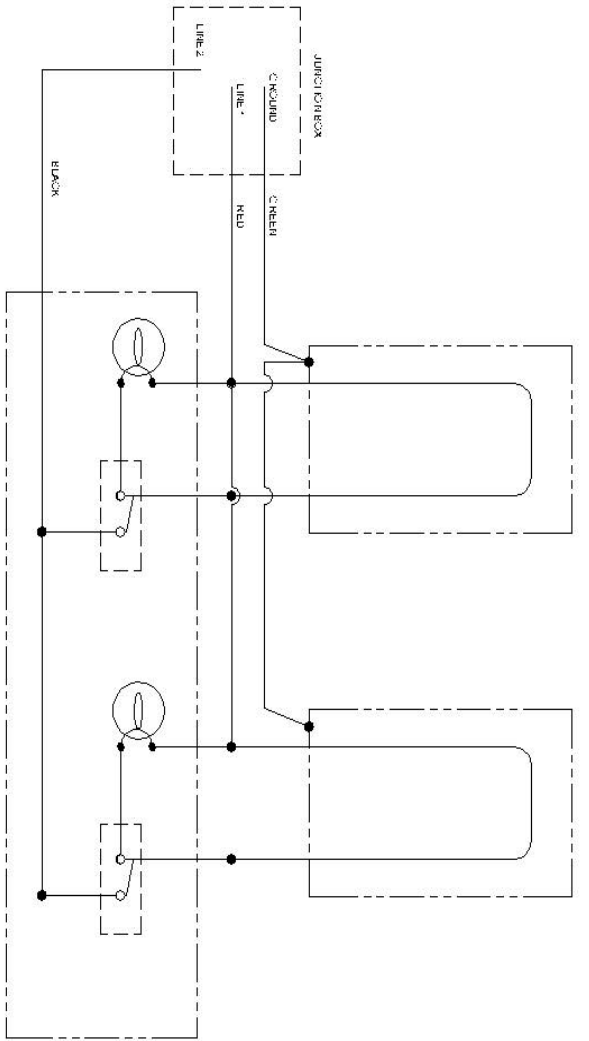 JUNCTION BOX
GROUND
LINE 1
LINE 2
GREEN
RED
BLACK